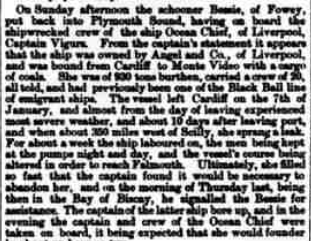 On Sunday afternoon the schooner Bessie, of Fowey,
put back into Plymouth Sound, having on board the
shipwrecked crew of the ship Ocean Chief, of Liverpool,
Captain Vigurs. From the captain's statement it appears
that the ship was owned by Angel and Co., of Liverpool,
and was bound from Cardiff to Monte Video with a cargo
of coals. She was of 930 tons burthen, carried a crew of 20,
all told, and had previously been one of the Black Ball line
of emigrant ships. The vessel left Cardiff on the 7th of
January, and almost from the day of leaving experienced
most severe weather, and about 10 days after leaving port,
and when about 350 miles west of Scilly, she sprang a leak.
For about a week the ship laboured on, the men being kept
at the pumps night and day, and the vessel's course being
altered in order to reach Falmouth. Ultimately, she filled
so fast that the captain found it would be necessary to
abandon her, and on the morning of Thursday last, being
then in the Bay of Biscay, he signalled the Bessie for
assistance. The captain of the latter ship bore up, and in the
evening the captain and crew of the Ocean Chief were
taken on board, it being expected that she would founder